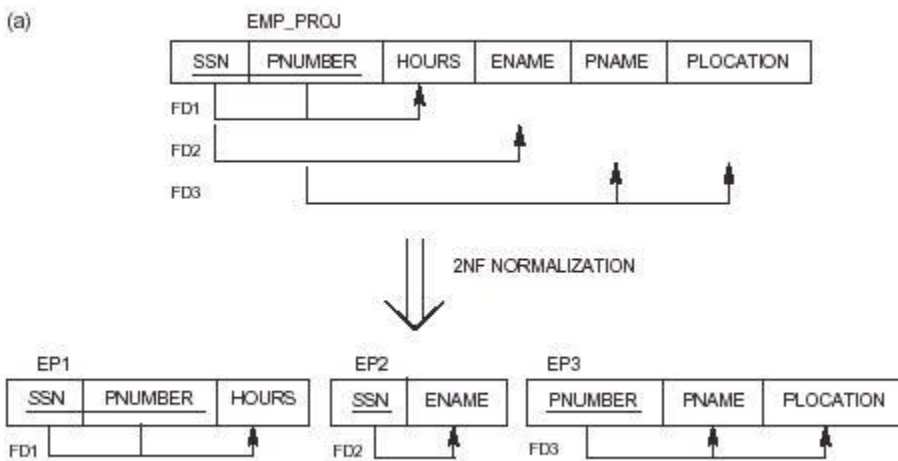 (a)
EMP_PROJ
SSN PNUMBER HOURS ENAME PNAME PLOCATION
FD1
FD2
FD3
2NF NORMALIZATION
EP1 EP2 EP3
SSN PNUMBER HOURS SSN ENAME PNUMBER PNAME PLOCATION
FD1 FD2 FD3